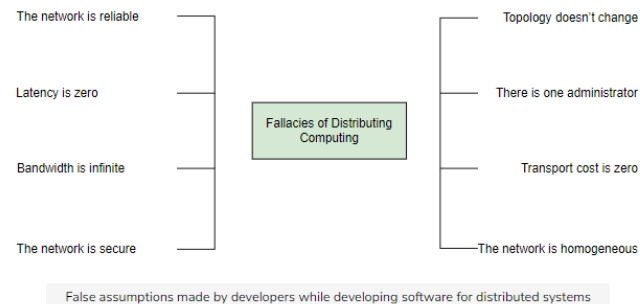 The network is reliable
Latency is zero
Bandwidth is infinite
The network is secure
Fallacies of Distributing
Computing
Topology doesn't change
There is one administrator
Transport cost is zero
The network is homogeneous
False assumptions made by developers while developing software for distributed systems